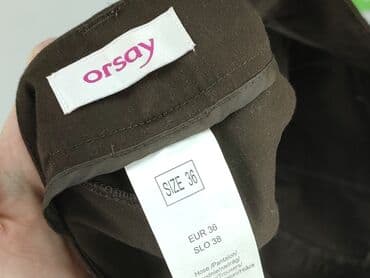 orsay
SIZE 36
EUR 36
SLO 38
Hose /Pantalon/